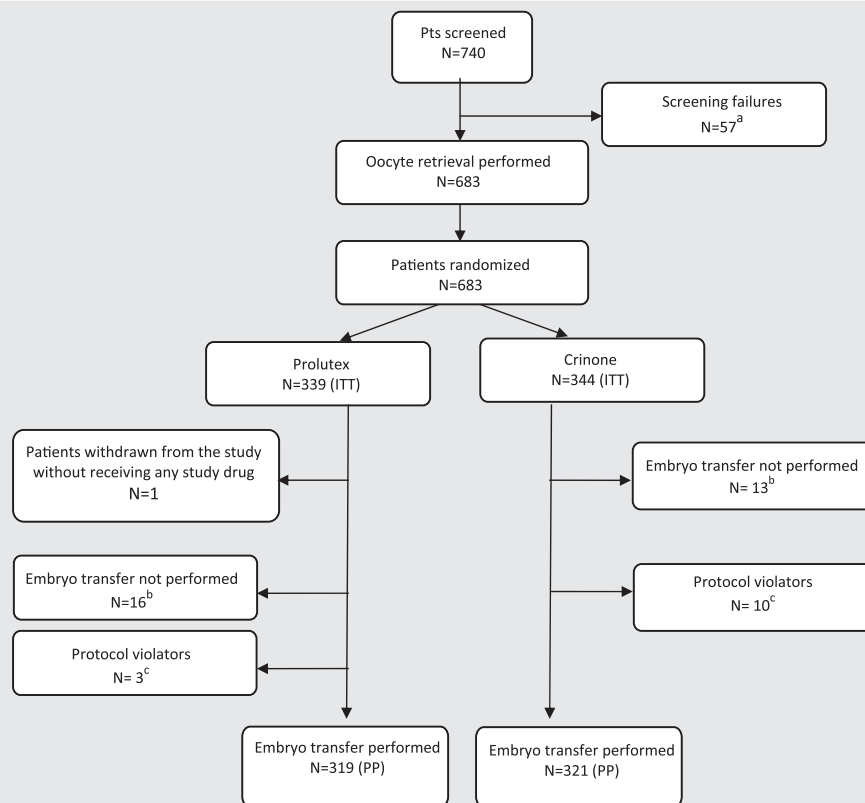 Pts screened
N=740
Screening failures
N=57a
Oocyte retrieval performed
N=683
Patients randomized
N=683
Prolutex
N=339 (ITT)
Crinone
N=344 (ITT)
Patients withdrawn from the study
without receiving any study drug
N=1
Embryo transfer not performed
N= 13b
Embryo transfer not performed
N=16b
Protocol violators
N= 10c
Protocol violators
N= 3c
Embryo transfer performed
N=319 (PP)
Embryo transfer performed
N=321 (PP)